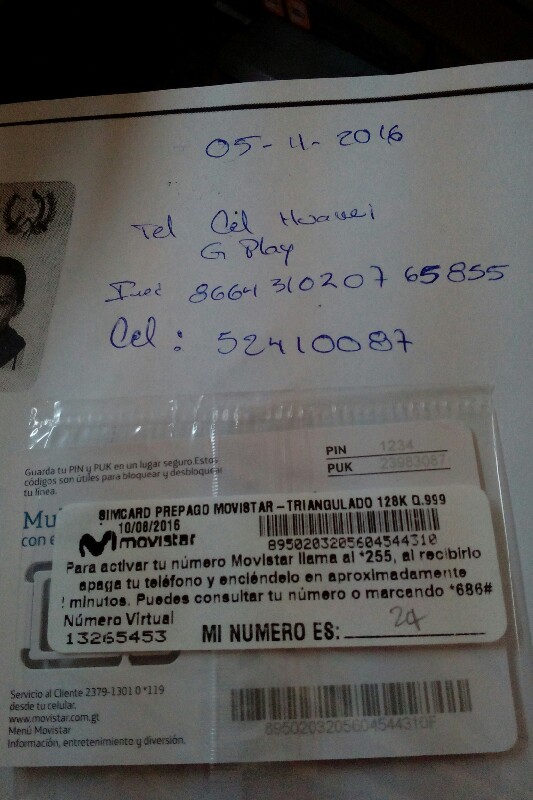 05-11-2016
Tel Cel Huawei
G Play
Imei 866431020765855
Cel: 52410087
Guarda tu PIN y PUK en un lugar seguro. Estos
códigos son útiles para bloquear y desbloquear
tu línea.
PIN 1234
PUK 23983087
Mu
con e
SIMCARD PREPAGO MOVISTAR - TRIANGULADO 128K Q.999
10/08/2016
movistar
8950203205604544310
Para activar tu número Movistar llama al *255, al recibirlo
apaga tu teléfono y enciéndelo en aproximadamente
minutos. Puedes consultar tu número o marcando *686#
Número Virtual
13265453
MI NUMERO ES: 24
Servicio al Cliente 2379-1301 0 *119
desde tu celular.
www.movistar.com.gt
Menú Movistar
Información, entretenimiento y diversión.
8950203205604544310F